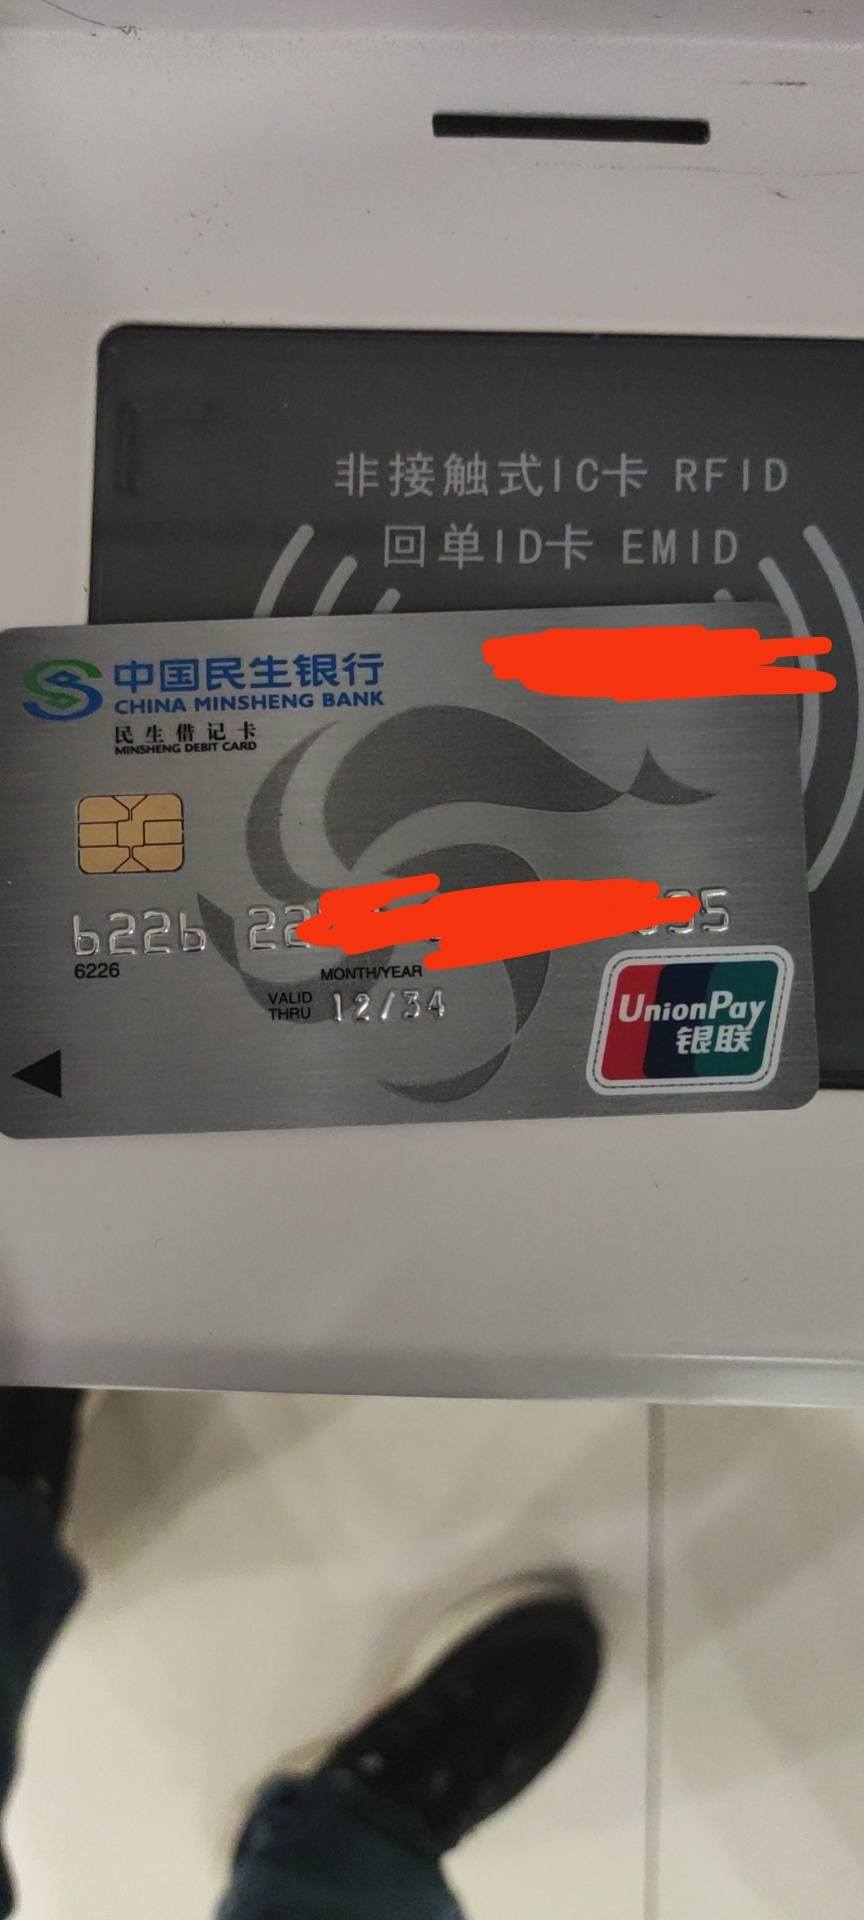 非接触式IC卡 RFID
回单ID卡 EMID
中国民生银行
CHINA MINSHENG BANK
民生借记卡
MINSHENG DEBIT CARD
6226 22 35
6226
MONTH/YEAR
VALID THRU 12/34
UnionPay
银联